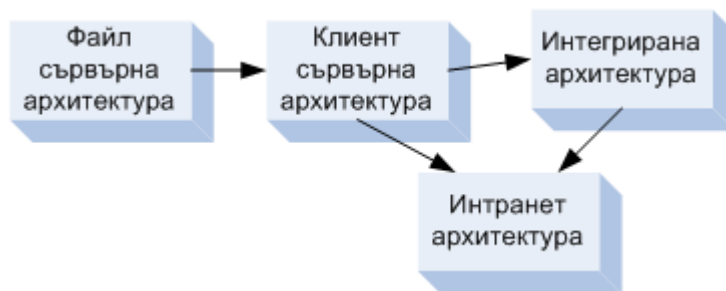 Файл
сървърна
архитектура
Клиент
сървърна
архитектура
Интегрирана
архитектура
Интранет
архитектура